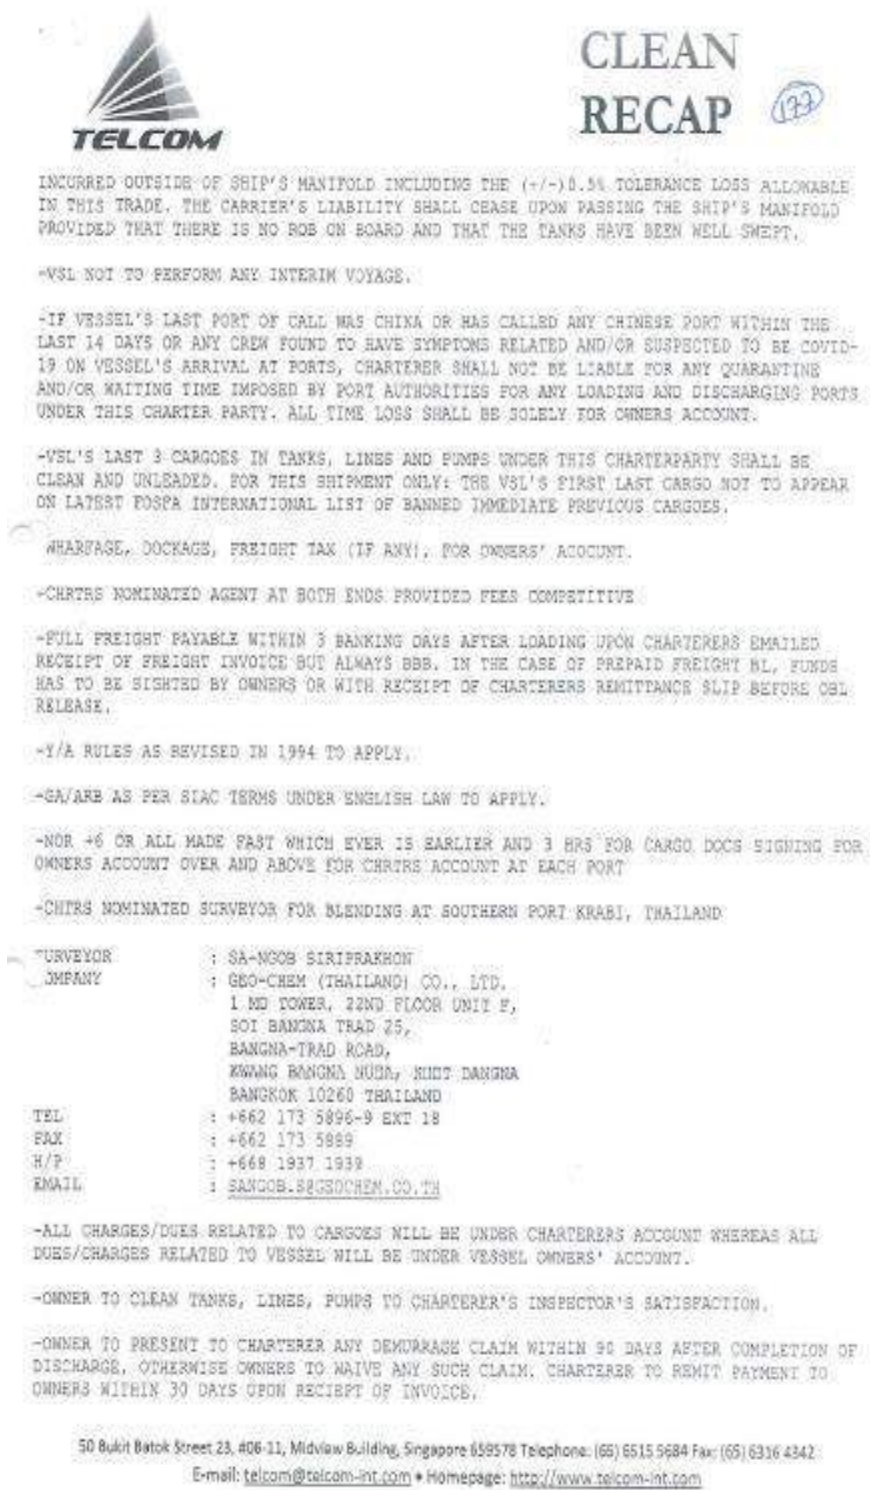 TELCOM
CLEAN
RECAP
177
INCURRED OUTSIDE OF SHIP'S MANIFOLD INCLUDING THE (+/-)0.5% TOLERANCE LOSS ALLOWABLE
IN THIS TRADE. THE CARRIER'S LIABILITY SHALL CEASE UPON PASSING THE SHIP'S MANIFOLD
PROVIDED THAT THERE IS NO ROB ON BOARD AND THAT THE TANKS HAVE BEEN WELL SWEPT.
-VSL NOT TO PERFORM ANY INTERIM VOYAGE.
-IF VESSEL'S LAST PORT OF CALL WAS CHINA OR HAS CALLED ANY CHINESE PORT WITHIN THE
LAST 14 DAYS OR ANY CREW FOUND TO HAVE SYMPTOMS RELATED AND/OR SUSPECTED TO BE COVID-
19 ON VESSEL'S ARRIVAL AT PORTS, CHARTERER SHALL NOT BE LIABLE FOR ANY QUARANTINE
AND/OR WAITING TIME IMPOSED BY PORT AUTHORITIES FOR ANY LOADING AND DISCHARGING PORTS
UNDER THIS CHARTER PARTY. ALL TIME LOSS SHALL BE SOLELY FOR OWNERS ACCOUNT.
-VSL'S LAST 3 CARGOES IN TANKS, LINES AND PUMPS UNDER THIS CHARTERPARTY SHALL BE
CLEAN AND UNLEADED. FOR THIS SHIPMENT ONLY: THE VSL'S FIRST LAST CARGO NOT TO APPEAR
ON LATEST FOSFA INTERNATIONAL LIST OF BANNED IMMEDIATE PREVIOUS CARGOES.
WHARFAGE, DOCKAGE, FREIGHT TAX (IF ANY), FOR OWNERS' ACOCUNT.
-CHRTRS NOMINATED AGENT AT BOTH ENDS PROVIDED FEES COMPETITIVE
-FULL FREIGHT PAYABLE WITHIN 3 BANKING DAYS AFTER LOADING UPON CHARTERERS EMAILED
RECEIPT OF FREIGHT INVOICE BUT ALWAYS BBB. IN THE CASE OF PREPAID FREIGHT BL, FUNDS
HAS TO BE SIGHTED BY OWNERS OR WITH RECEIPT OF CHARTERERS REMITTANCE SLIP BEFORE OBL
RELEASE.
-Y/A RULES AS REVISED IN 1994 TO APPLY.
-GA/ARB AS PER SIAC TERMS UNDER ENGLISH LAW TO APPLY.
-NOR +6 OR ALL MADE FAST WHICH EVER IS EARLIER AND 3 HRS FOR CARGO DOCS SIGNING FOR
OWNERS ACCOUNT OVER AND ABOVE FOR CHRTRS ACCOUNT AT EACH PORT
-CHTRS NOMINATED SURVEYOR FOR BLENDING AT SOUTHERN PORT KRABI, THAILAND
URVEYOR : SA-NGOB SIRIPRAKHON
OMPANY : GEO-CHEM (THAILAND) CO., LTD.
1 MD TOWER, 22ND FLOOR UNIT F,
SOI BANGNA TRAD 25,
BANGNA-TRAD ROAD,
KWANG BANGNA
BANGKOK 10260 THAILAND
TEL : +662 173 5896-9 EXT 18
FAX : +662 173 5899
H/P : +668 1937 1939
EMAIL : SANGOB.S@GEOCHEM.CO.TH
-ALL CHARGES/DUES RELATED TO CARGOES WILL BE UNDER CHARTERERS ACCOUNT WHEREAS ALL
DUES/CHARGES RELATED TO VESSEL WILL BE UNDER VESSEL OWNERS' ACCOUNT.
-OWNER TO CLEAN TANKS, LINES, PUMPS TO CHARTERER'S INSPECTOR'S SATISFACTION.
-OWNER TO PRESENT TO CHARTERER ANY DEMURRAGE CLAIM WITHIN 90 DAYS AFTER COMPLETION OF
DISCHARGE, OTHERWISE OWNERS TO WAIVE ANY SUCH CLAIM. CHARTERER TO REMIT PAYMENT TO
OWNERS WITHIN 30 DAYS UPON RECIEPT OF INVOICE.
50 Bukit Batok Street 23, #06-11, Midview Building, Singapore 659578 Telephone: (65) 6515 5684 Fax: (65) 6316 4342
E-mail: telcom@telcom-int.com • Homepage: http://www.telcom-int.com